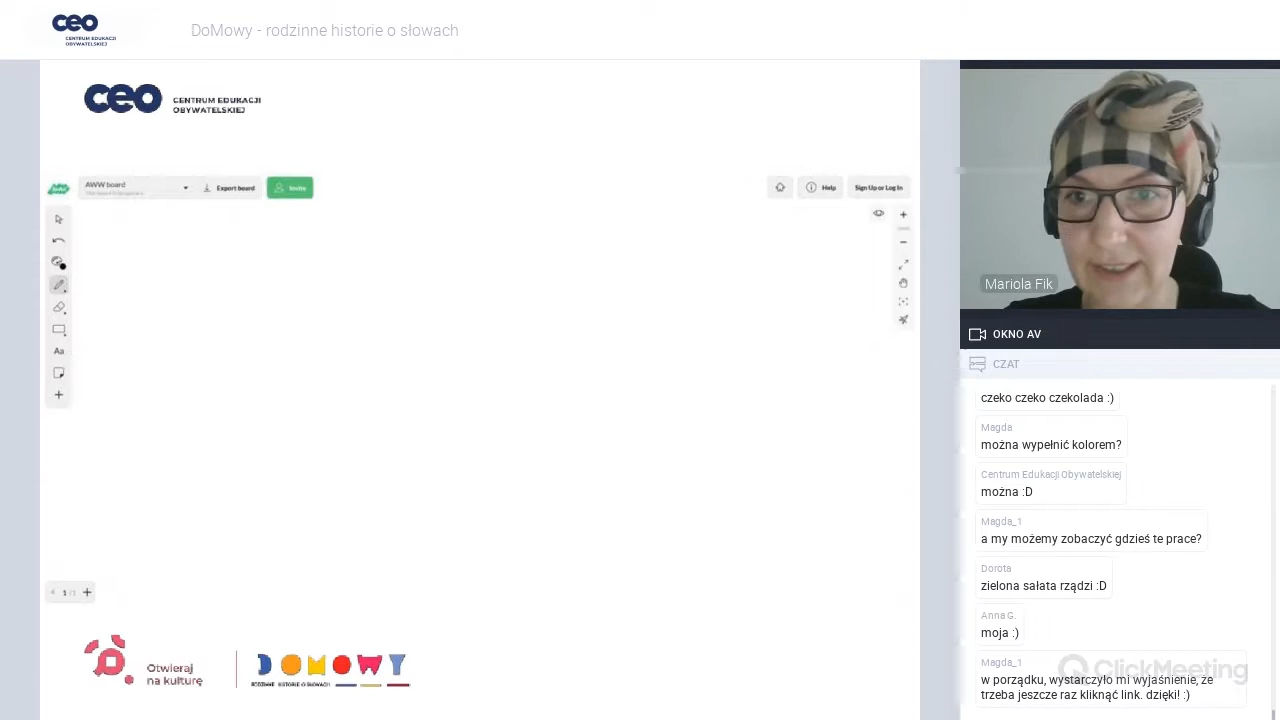 ceo
CENTRUM EDUKACJI
OBYWATELSKIEJ
DoMowy - rodzinne historie o słowach
ceo
CENTRUM EDUKACJI
OBYWATELSKIEJ
AWW board
Export board
Invite
Help
Sign Up or Log In
Aa
1 /1
Otwieraj
na kulturę
DOMOWY
RODZINNE HISTORIE O SŁOWACH
Mariola Fik
OKNO AV
CZAT
czeko czeko czekolada :)
Magda
można wypełnić kolorem?
Centrum Edukacji Obywatelskiej
można :D
Magda_1
a my możemy zobaczyć gdzieś te prace?
Dorota
zielona sałata rządzi :D
Anna G.
moja :)
Magda_1
w porządku, wystarczyło mi wyjaśnienie, że
trzeba jeszcze raz kliknąć link. dzięki! :)
ClickMeeting